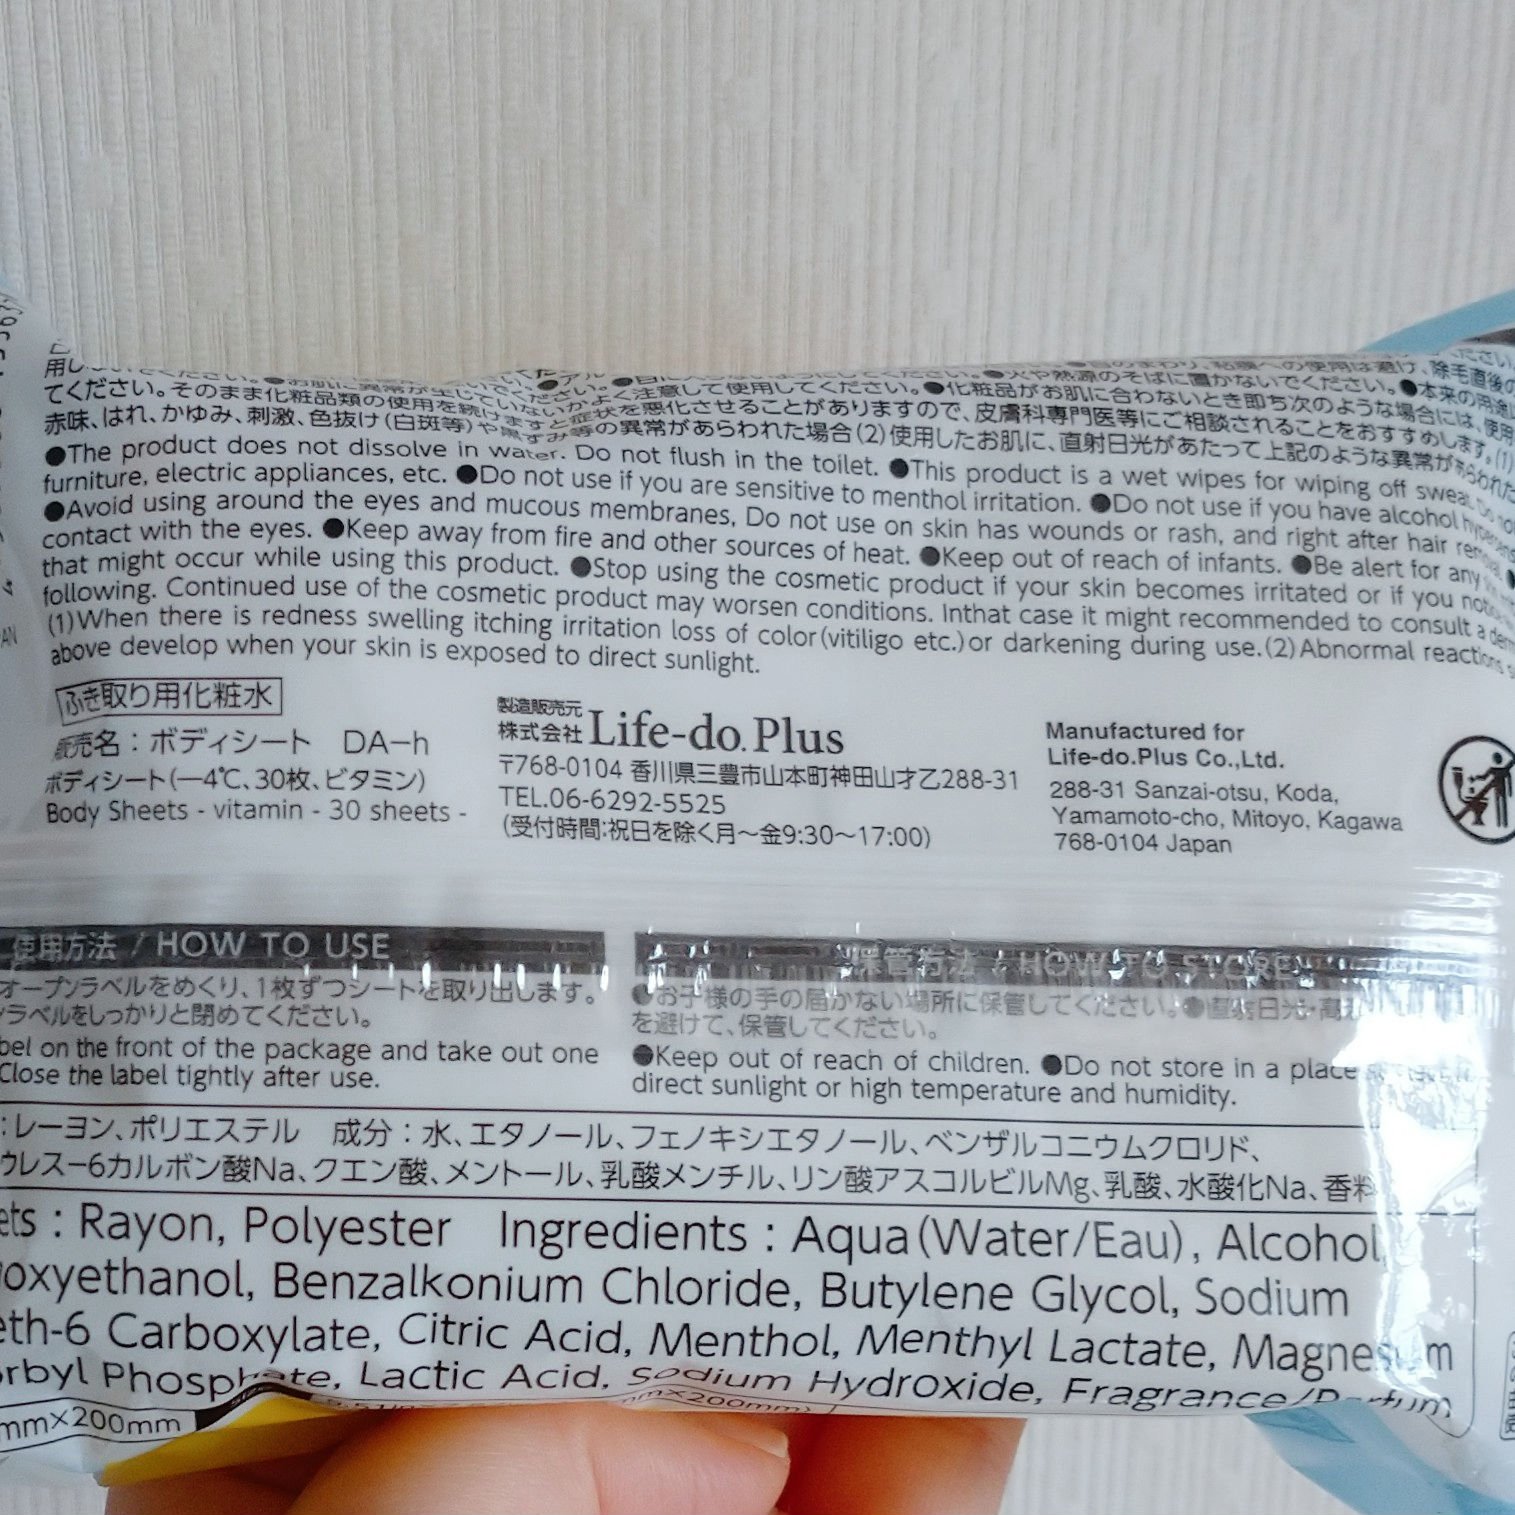 てください。そのまま化粧品類の使用を続けますと症状を悪化させることがありますので、皮膚科専門医等にご相談されることをおすすめします。(1)
赤味、はれ、かゆみ、刺激、色抜け(白斑等)や黒ずみ等の異常があらわれた場合(2)使用したお肌に、直射日光があたって上記のような異常があらわれた
●The product does not dissolve in water. Do not flush in the toilet. ●This product is a wet wipes for wiping off sweat. Do not
furniture, electric appliances, etc. ●Do not use if you are sensitive to menthol irritation. ●Do not use if you have alcohol
●Avoid using around the eyes and mucous membranes, Do not use on skin has wounds or rash, and right after hair removal.
contact with the eyes. ●Keep away from fire and other sources of heat. ●Keep out of reach of infants. ●Be alert for any
that might occur while using this product. ●Stop using the cosmetic product if your skin becomes irritated or if you
following. Continued use of the cosmetic product may worsen conditions. Inthat case it might recommended to consult a
(1)When there is redness swelling itching irritation loss of color(vitiligo etc.)or darkening during use.(2)Abnormal reactions
above develop when your skin is exposed to direct sunlight.
ふき取り用化粧水
販売名：ボディシート DA-h
ボディシート(-4℃、30枚、ビタミン)
Body Sheets - vitamin - 30 sheets -
製造販売元
株式会社 Life-do.Plus
〒768-0104 香川県三豊市山本町神田山才乙288-31
TEL.06-6292-5525
(受付時間:祝日を除く月～金9:30～17:00)
Manufactured for
Life-do.Plus Co.,Ltd.
288-31 Sanzai-otsu, Koda,
Yamamoto-cho, Mitoyo, Kagawa
768-0104 Japan
使用方法 / HOW TO USE
オープンラベルをめくり、1枚ずつシートを取り出します。
ラベルをしっかりと閉めてください。
bel on the front of the package and take out one
Close the label tightly after use.
保管方法 / HOW TO STORE
●お子様の手の届かない場所に保管してください。●直射日光・高
を避けて、保管してください。
●Keep out of reach of children. ●Do not store in a place
direct sunlight or high temperature and humidity.
：レーヨン、ポリエステル 成分：水、エタノール、フェノキシエタノール、ベンザルコニウムクロリド、
ウレス-6カルボン酸Na、クエン酸、メントール、乳酸メンチル、リン酸アスコルビルMg、乳酸、水酸化Na、香料
ets : Rayon, Polyester Ingredients : Aqua(Water/Eau), Alcohol,
oxyethanol, Benzalkonium Chloride, Butylene Glycol, Sodium
eth-6 Carboxylate, Citric Acid, Menthol, Menthyl Lactate, Magnesium
orbyl Phosphate, Lactic Acid, Sodium Hydroxide, Fragrance/Parfum
mm×200mm
mm×200mm)